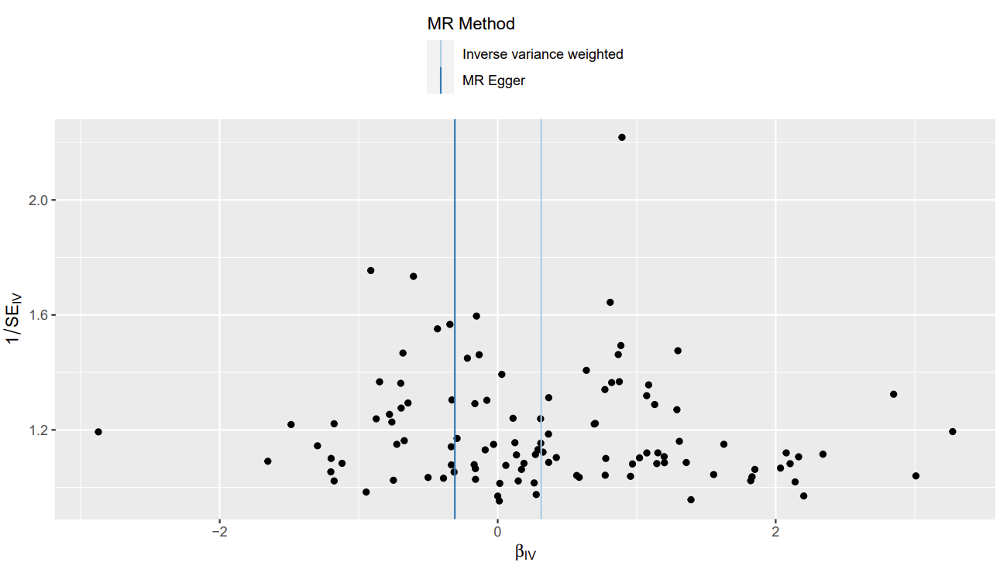 MR Method
Inverse variance weighted
MR Egger
2.0
1.6
1.2
1/SE_IV
−2
0
2
β_IV